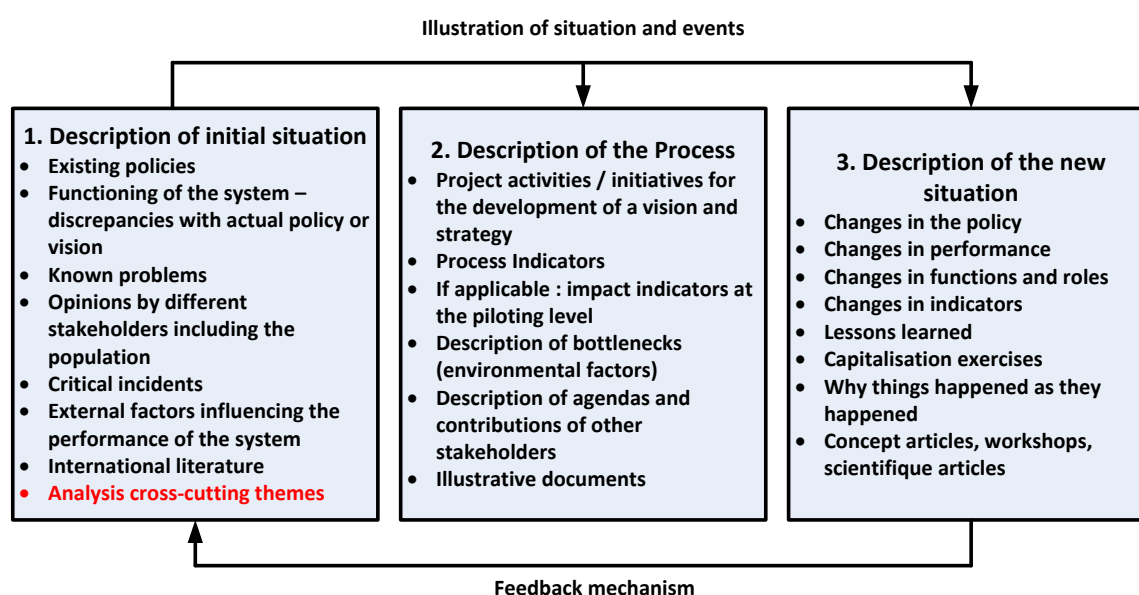 Illustration of situation and events
1. Description of initial situation
• Existing policies
• Functioning of the system –
discrepancies with actual policy or
vision
• Known problems
• Opinions by different
stakeholders including the
population
• Critical incidents
• External factors influencing the
performance of the system
• International literature
• Analysis cross-cutting themes
2. Description of the Process
• Project activities / initiatives for
the development of a vision and
strategy
• Process Indicators
• If applicable : impact indicators at
the piloting level
• Description of bottlenecks
(environmental factors)
• Description of agendas and
contributions of other
stakeholders
• Illustrative documents
3. Description of the new
situation
• Changes in the policy
• Changes in performance
• Changes in functions and roles
• Changes in indicators
• Lessons learned
• Capitalisation exercises
• Why things happened as they
happened
• Concept articles, workshops,
scientifique articles
Feedback mechanism